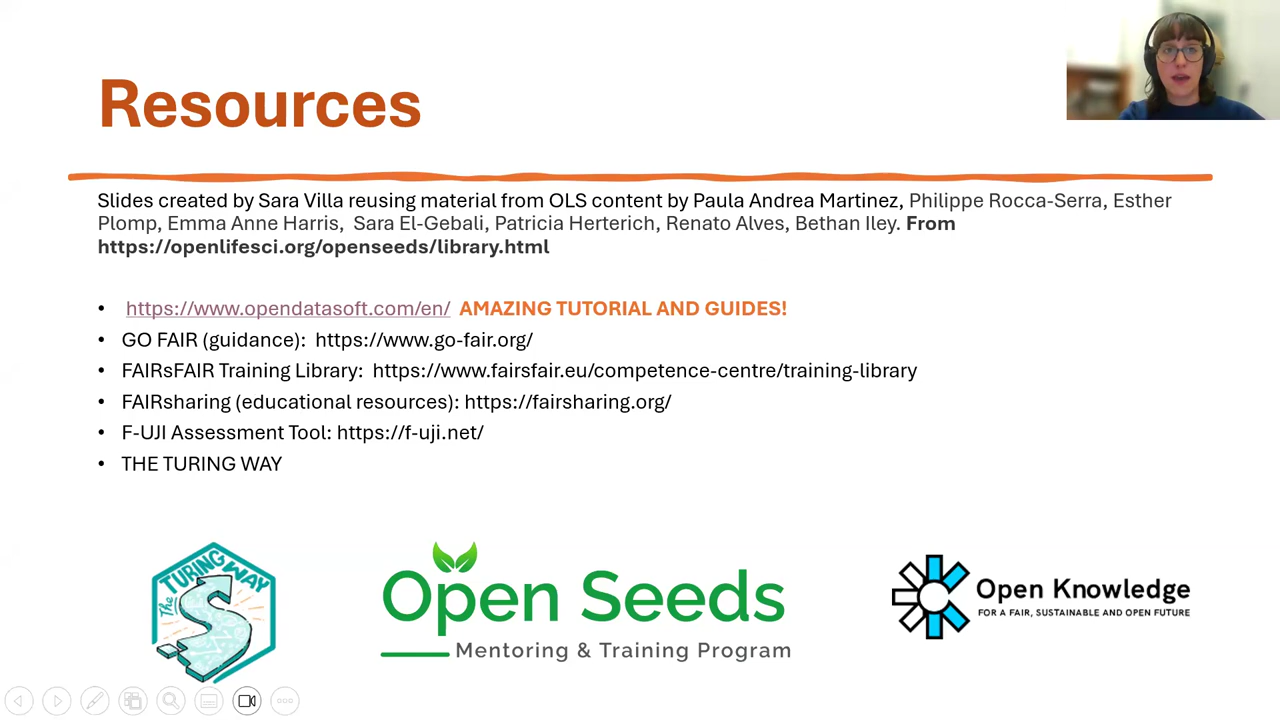 Resources
Slides created by Sara Villa reusing material from OLS content by Paula Andrea Martinez, Philippe Rocca-Serra, Esther
Plomp, Emma Anne Harris,  Sara El-Gebali, Patricia Herterich, Renato Alves, Bethan Iley. From
https://openlifesci.org/openseeds/library.html
• https://www.opendatasoft.com/en/ AMAZING TUTORIAL AND GUIDES!
• GO FAIR (guidance):  https://www.go-fair.org/
• FAIRsFAIR Training Library:  https://www.fairsfair.eu/competence-centre/training-library
• FAIRsharing (educational resources): https://fairsharing.org/
• F-UJI Assessment Tool: https://f-uji.net/
• THE TURING WAY
The TURING WAY
Open Seeds
Mentoring & Training Program
Open Knowledge
FOR A FAIR, SUSTAINABLE AND OPEN FUTURE